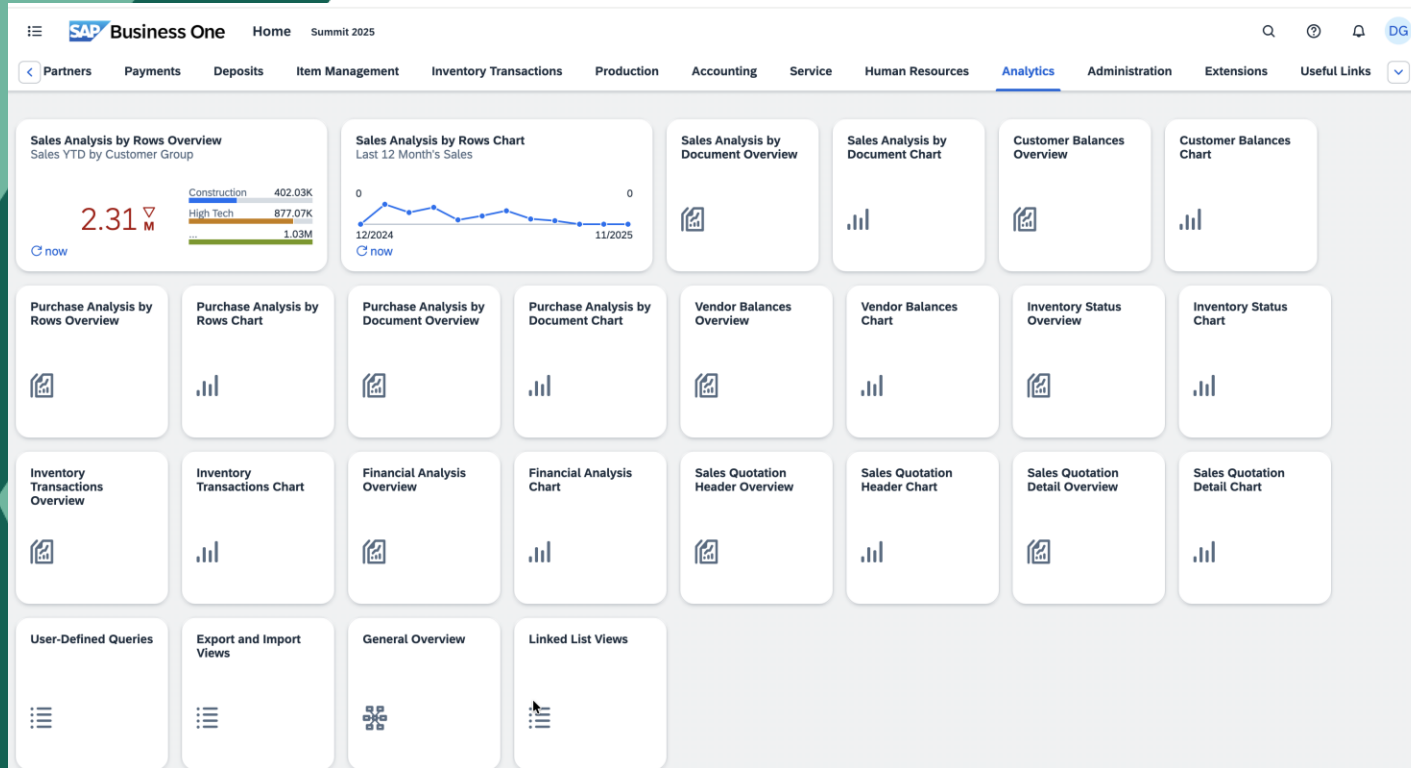 SAP Business One Home Summit 2025 DG
Partners Payments Deposits Item Management Inventory Transactions Production Accounting Service Human Resources Analytics Administration Extensions Useful Links
Sales Analysis by Rows Overview
Sales YTD by Customer Group
2.31 M
Construction 402.03K
High Tech 877.07K
... 1.03M
now
Sales Analysis by Rows Chart
Last 12 Month's Sales
0 0
12/2024 11/2025
now
Sales Analysis by
Document Overview
Sales Analysis by
Document Chart
Customer Balances
Overview
Customer Balances
Chart
Purchase Analysis by
Rows Overview
Purchase Analysis by
Rows Chart
Purchase Analysis by
Document Overview
Purchase Analysis by
Document Chart
Vendor Balances
Overview
Vendor Balances
Chart
Inventory Status
Overview
Inventory Status
Chart
Inventory
Transactions
Overview
Inventory
Transactions Chart
Financial Analysis
Overview
Financial Analysis
Chart
Sales Quotation
Header Overview
Sales Quotation
Header Chart
Sales Quotation
Detail Overview
Sales Quotation
Detail Chart
User-Defined Queries
Export and Import
Views
General Overview
Linked List Views